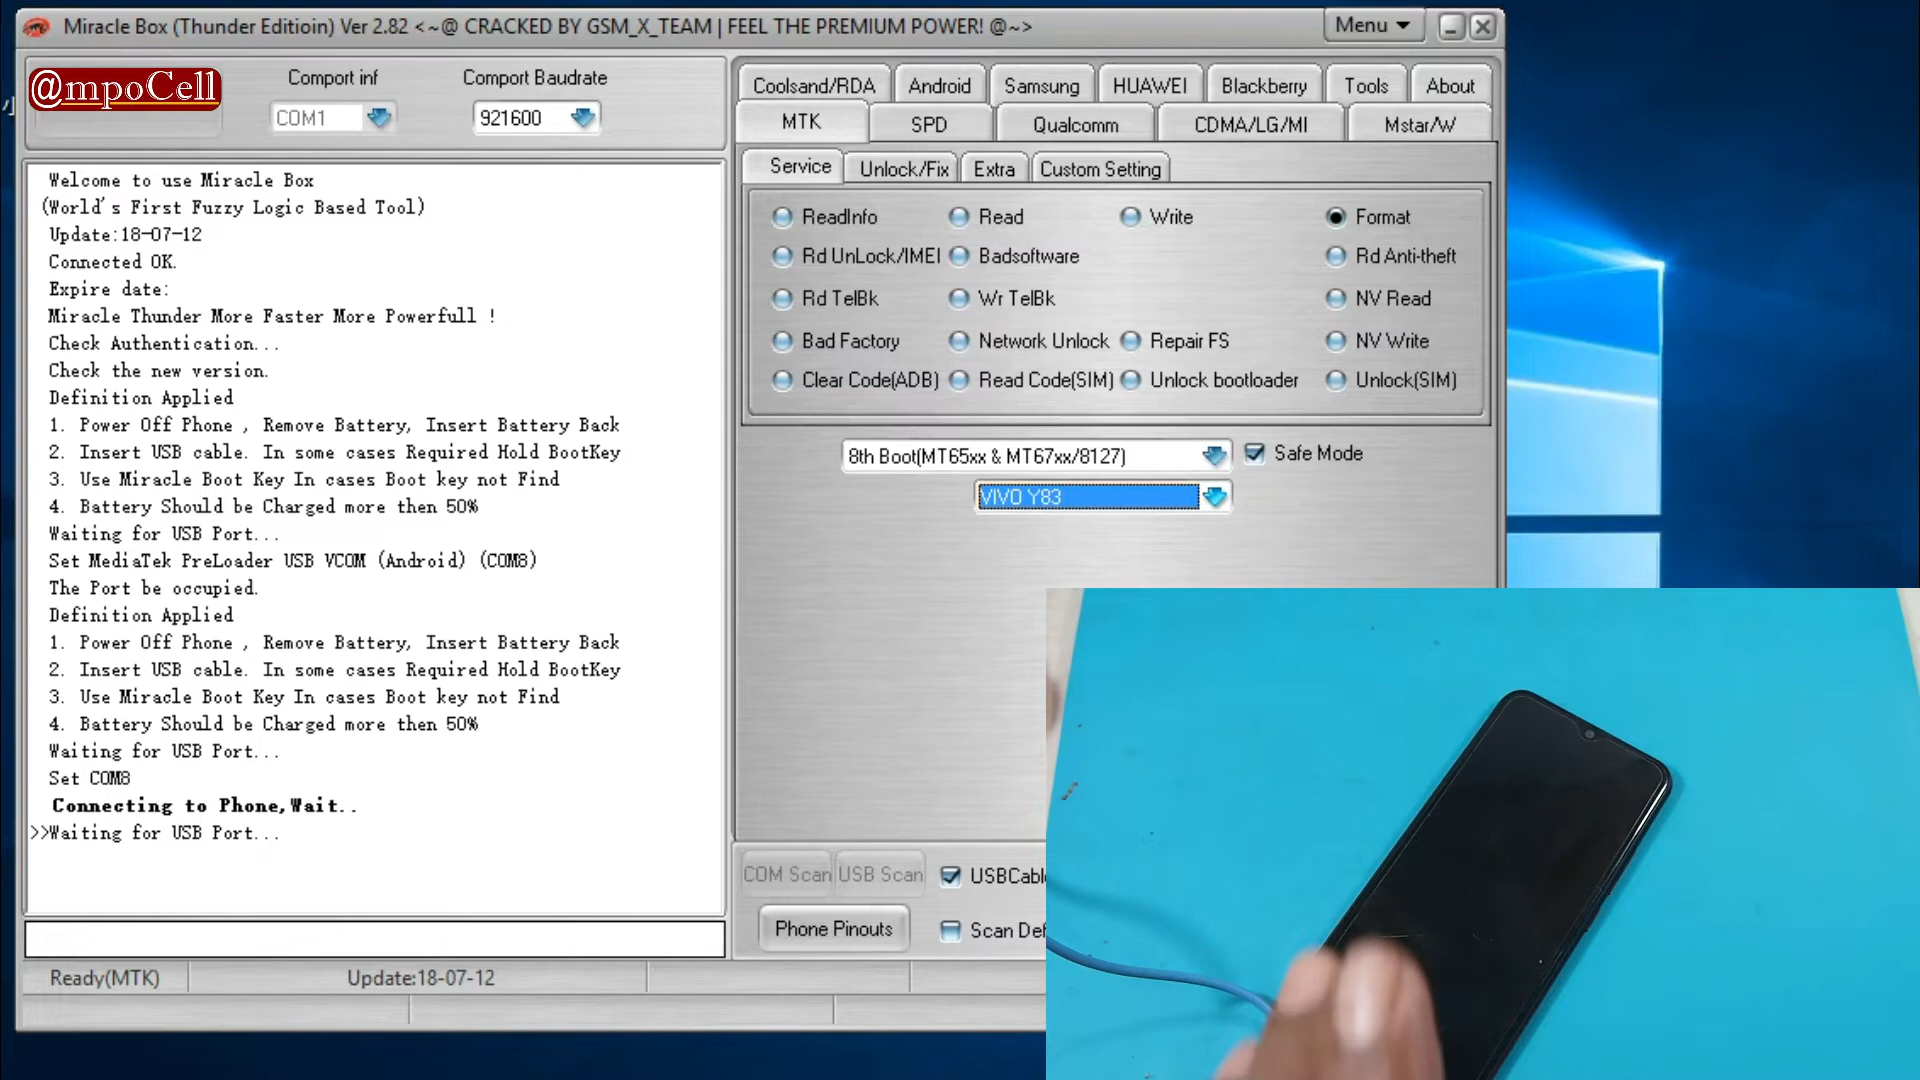 Miracle Box (Thunder Editioin) Ver 2.82 <~@ CRACKED BY GSM_X_TEAM | FEEL THE PREMIUM POWER! @~>
Menu
@mpoCell
Comport inf
Comport Baudrate
COM1
921600
Coolsand/RDA Android Samsung HUAWEI Blackberry Tools About
MTK SPD Qualcomm CDMA/LG/MI Mstar/W
Service Unlock/Fix Extra Custom Setting
ReadInfo Read Write Format
Rd UnLock/IMEI Badsoftware Rd Anti-theft
Rd TelBk Wr TelBk NV Read
Bad Factory Network Unlock Repair FS NV Write
Clear Code(ADB) Read Code(SIM) Unlock bootloader Unlock(SIM)
8th Boot(MT65xx & MT67xx/8127) Safe Mode
VIVO Y83
Welcome to use Miracle Box
(World's First Fuzzy Logic Based Tool)
Update:18-07-12
Connected OK.
Expire date:
Miracle Thunder More Faster More Powerfull !
Check Authentication...
Check the new version.
Definition Applied
1. Power Off Phone , Remove Battery, Insert Battery Back
2. Insert USB cable. In some cases Required Hold BootKey
3. Use Miracle Boot Key In cases Boot key not Find
4. Battery Should be Charged more then 50%
Waiting for USB Port...
Set MediaTek PreLoader USB VCOM (Android) (COM8)
The Port be occupied.
Definition Applied
1. Power Off Phone , Remove Battery, Insert Battery Back
2. Insert USB cable. In some cases Required Hold BootKey
3. Use Miracle Boot Key In cases Boot key not Find
4. Battery Should be Charged more then 50%
Waiting for USB Port...
Set COM8
Connecting to Phone,Wait..
>>Waiting for USB Port...
COM Scan USB Scan USBCabl
Phone Pinouts Scan Def
Ready(MTK) Update:18-07-12